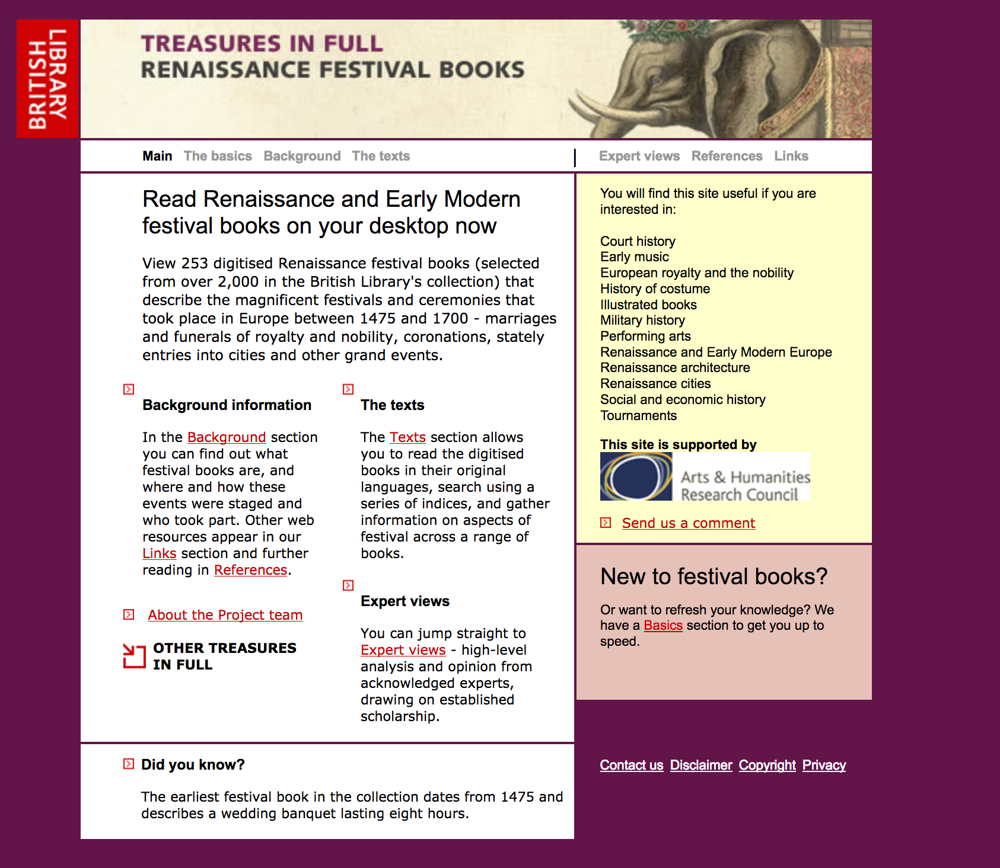 BRITISH
LIBRARY
TREASURES IN FULL
RENAISSANCE FESTIVAL BOOKS
Main The basics Background The texts
Expert views References Links
Read Renaissance and Early Modern
festival books on your desktop now
View 253 digitised Renaissance festival books (selected
from over 2,000 in the British Library's collection) that
describe the magnificent festivals and ceremonies that
took place in Europe between 1475 and 1700 - marriages
and funerals of royalty and nobility, coronations, stately
entries into cities and other grand events.
Background information
In the Background section
you can find out what
festival books are, and
where and how these
events were staged and
who took part. Other web
resources appear in our
Links section and further
reading in References.
About the Project team
OTHER TREASURES
IN FULL
The texts
The Texts section allows
you to read the digitised
books in their original
languages, search using a
series of indices, and gather
information on aspects of
festival across a range of
books.
Expert views
You can jump straight to
Expert views - high-level
analysis and opinion from
acknowledged experts,
drawing on established
scholarship.
Did you know?
The earliest festival book in the collection dates from 1475 and
describes a wedding banquet lasting eight hours.
You will find this site useful if you are
interested in:
Court history
Early music
European royalty and the nobility
History of costume
Illustrated books
Military history
Performing arts
Renaissance and Early Modern Europe
Renaissance architecture
Renaissance cities
Social and economic history
Tournaments
This site is supported by
Arts & Humanities
Research Council
Send us a comment
New to festival books?
Or want to refresh your knowledge? We
have a Basics section to get you up to
speed.
Contact us Disclaimer Copyright Privacy